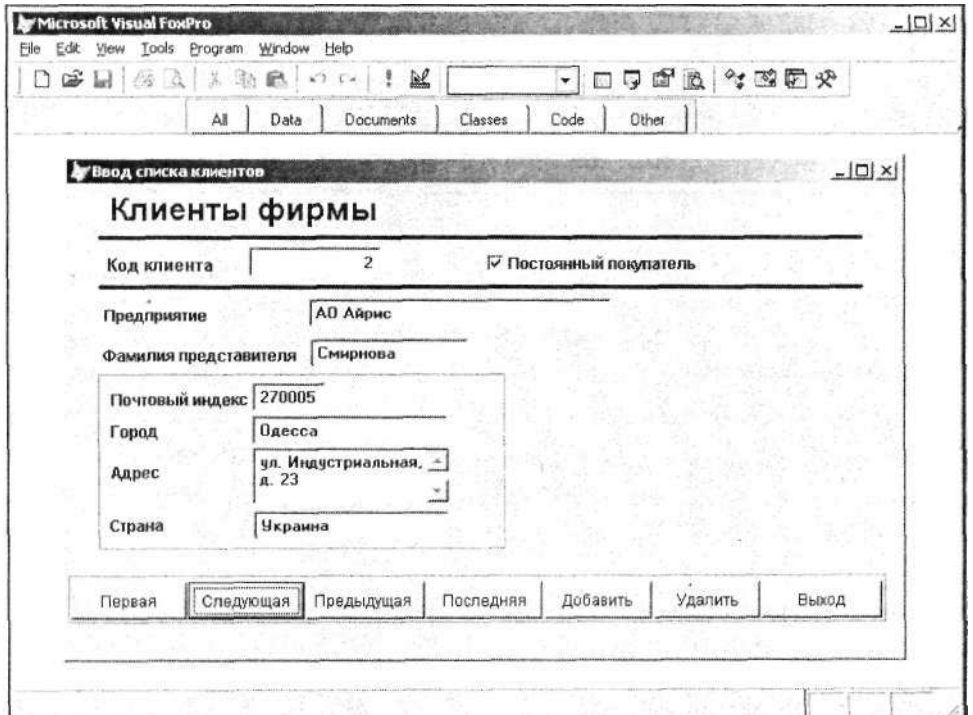 Microsoft Visual FoxPro
File Edit View Tools Program Window Help
All Data Documents Classes Code Other
Ввод списка клиентов
Клиенты фирмы
Код клиента 2 Постоянный покупатель
Предприятие АО Айрис
Фамилия представителя Смирнова
Почтовый индекс 270005
Город Одесса
Адрес ул. Индустриальная, д. 23
Страна Украина
Первая Следующая Предыдущая Последняя Добавить Удалить Выход